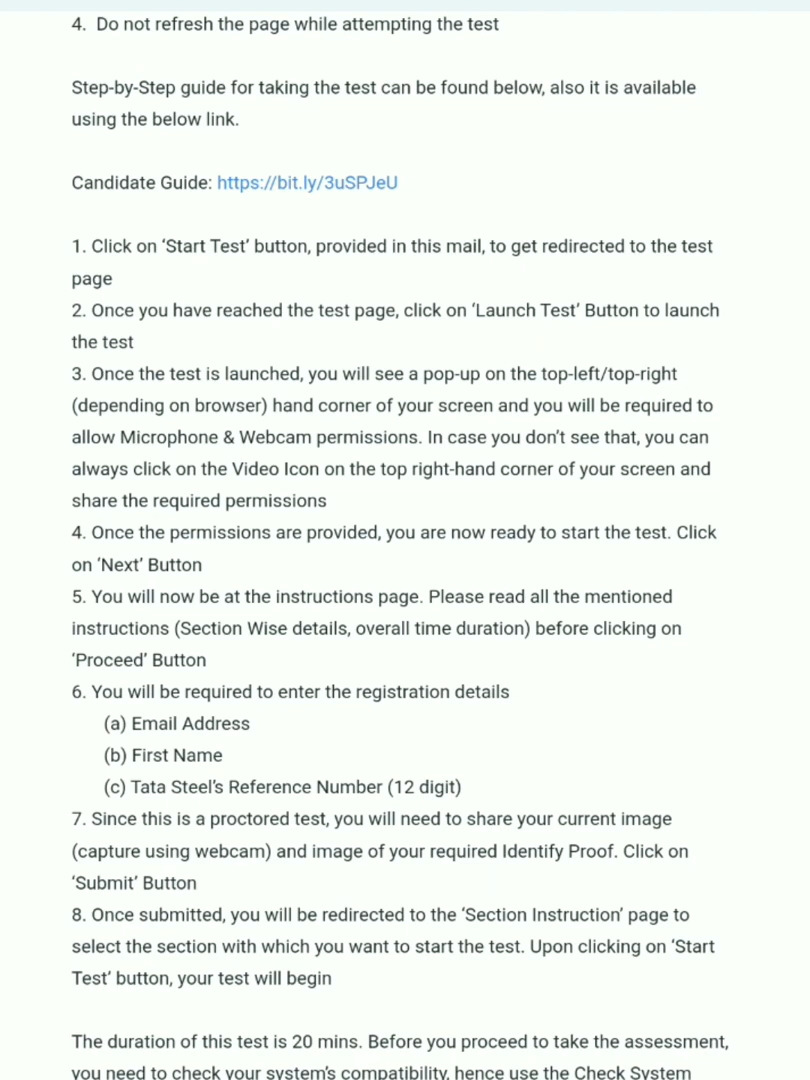 4. Do not refresh the page while attempting the test
Step-by-Step guide for taking the test can be found below, also it is available
using the below link.
Candidate Guide: https://bit.ly/3uSPJeU
1. Click on ‘Start Test’ button, provided in this mail, to get redirected to the test
page
2. Once you have reached the test page, click on ‘Launch Test’ Button to launch
the test
3. Once the test is launched, you will see a pop-up on the top-left/top-right
(depending on browser) hand corner of your screen and you will be required to
allow Microphone & Webcam permissions. In case you don’t see that, you can
always click on the Video Icon on the top right-hand corner of your screen and
share the required permissions
4. Once the permissions are provided, you are now ready to start the test. Click
on ‘Next’ Button
5. You will now be at the instructions page. Please read all the mentioned
instructions (Section Wise details, overall time duration) before clicking on
‘Proceed’ Button
6. You will be required to enter the registration details
(a) Email Address
(b) First Name
(c) Tata Steel’s Reference Number (12 digit)
7. Since this is a proctored test, you will need to share your current image
(capture using webcam) and image of your required Identify Proof. Click on
‘Submit’ Button
8. Once submitted, you will be redirected to the ‘Section Instruction’ page to
select the section with which you want to start the test. Upon clicking on ‘Start
Test’ button, your test will begin
The duration of this test is 20 mins. Before you proceed to take the assessment,
you need to check your system’s compatibility, hence use the Check System